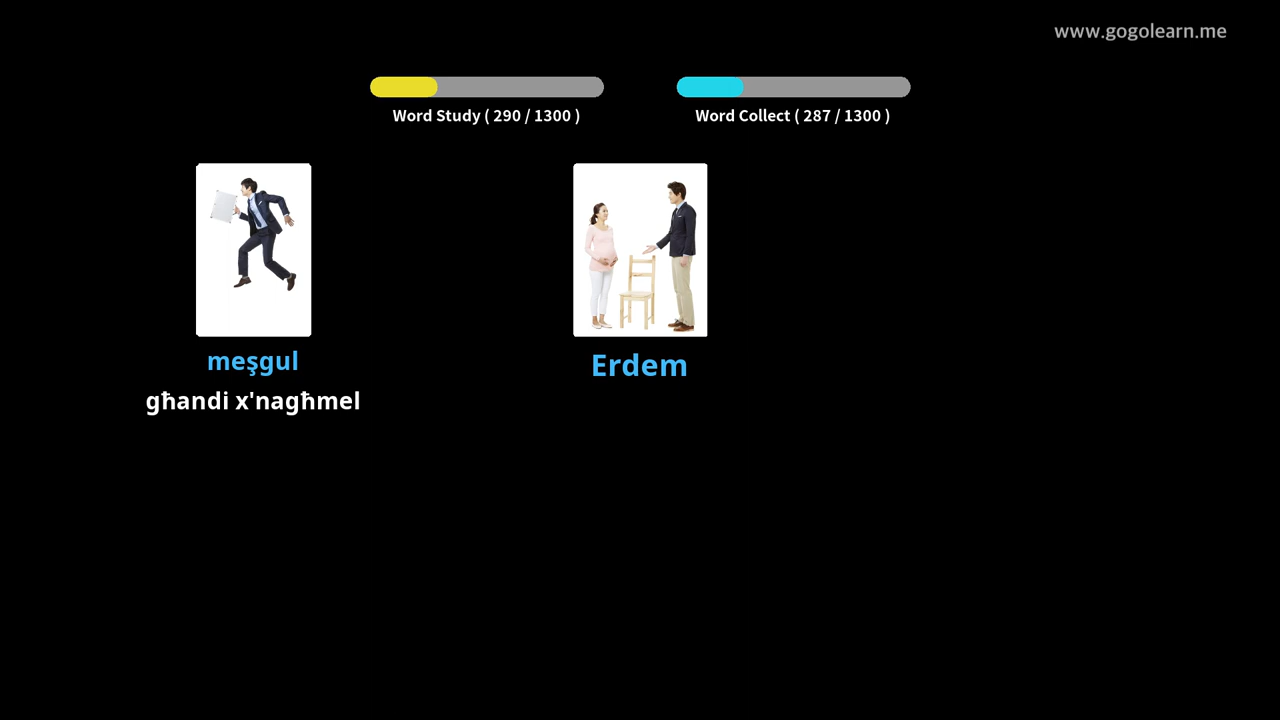 www.gogolearn.me
Word Study ( 290 / 1300 )
Word Collect ( 287 / 1300 )
meşgul
għandi x'nagħmel
Erdem